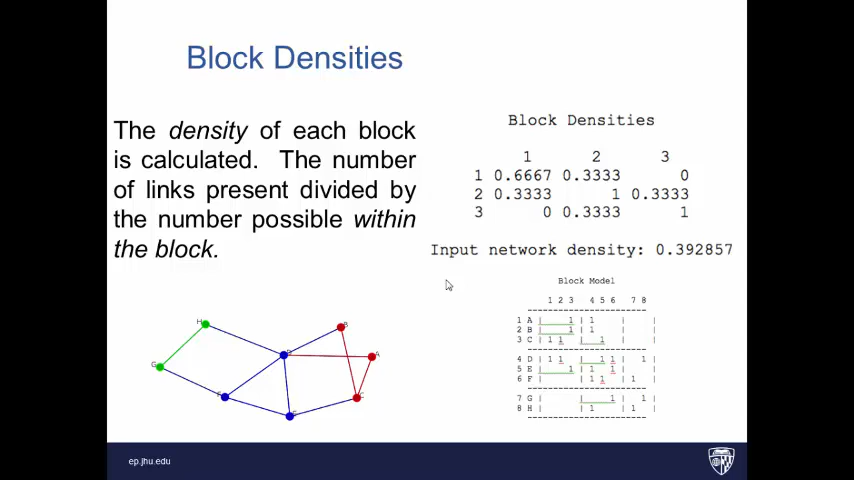 Block Densities
The density of each block
is calculated. The number
of links present divided by
the number possible within
the block.
Block Densities
1 2 3
1 0.6667 0.3333 0
2 0.3333 1 0.3333
3 0 0.3333 1
Input network density: 0.392857
Block Model
1 2 3 4 5 6 7 8
1 A | 1 | 1 | |
2 B | 1 | 1 | |
3 C | 1 1 | 1 | |
4 D | 1 1 | 1 1 | 1 |
5 E | 1 | 1 1 | |
6 F | | 1 1 | 1 |
7 G | | 1 | 1 |
8 H | | 1 | 1 |
H
B
A
G
ep.jhu.edu